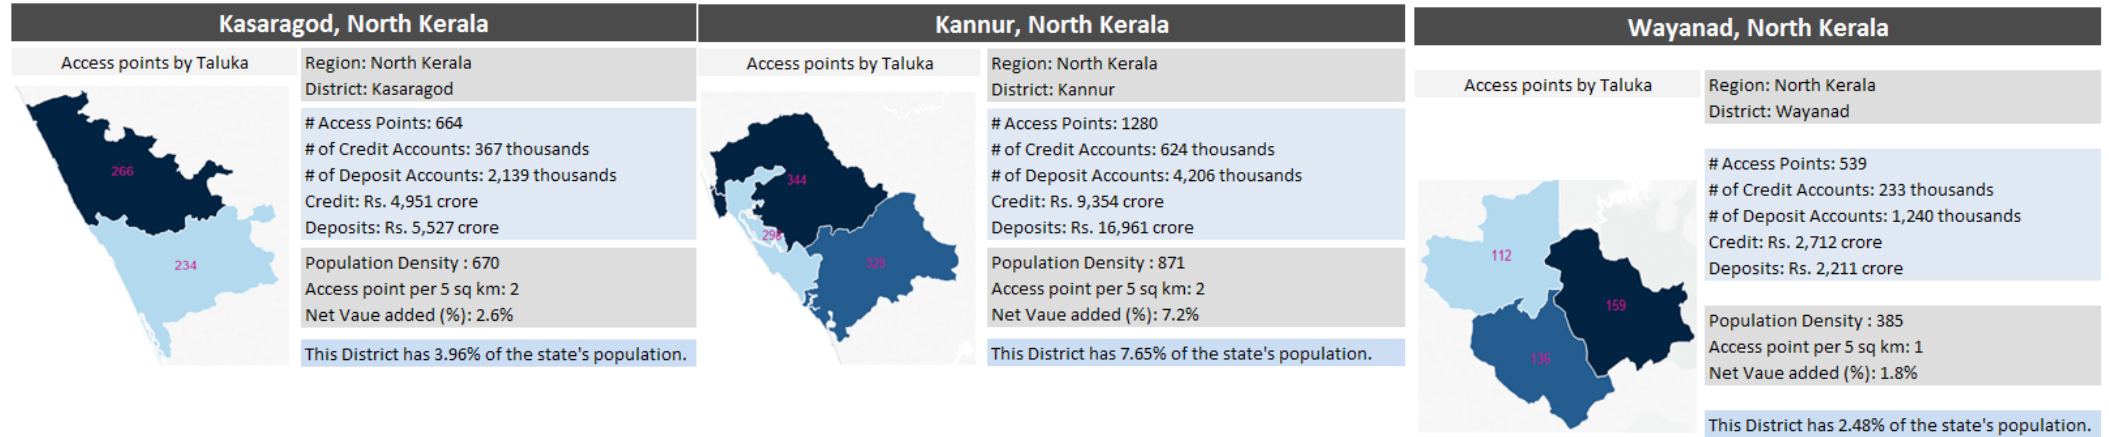 Kasaragod, North Kerala
Access points by Taluka
266
234
Region: North Kerala
District: Kasaragod
# Access Points: 664
# of Credit Accounts: 367 thousands
# of Deposit Accounts: 2,139 thousands
Credit: Rs. 4,951 crore
Deposits: Rs. 5,527 crore
Population Density : 670
Access point per 5 sq km: 2
Net Vaue added (%): 2.6%
This District has 3.96% of the state's population.
Kannur, North Kerala
Access points by Taluka
344
328
Region: North Kerala
District: Kannur
# Access Points: 1280
# of Credit Accounts: 624 thousands
# of Deposit Accounts: 4,206 thousands
Credit: Rs. 9,354 crore
Deposits: Rs. 16,961 crore
Population Density : 871
Access point per 5 sq km: 2
Net Vaue added (%): 7.2%
This District has 7.65% of the state's population.
Wayanad, North Kerala
Access points by Taluka
112
159
136
Region: North Kerala
District: Wayanad
# Access Points: 539
# of Credit Accounts: 233 thousands
# of Deposit Accounts: 1,240 thousands
Credit: Rs. 2,712 crore
Deposits: Rs. 2,211 crore
Population Density : 385
Access point per 5 sq km: 1
Net Vaue added (%): 1.8%
This District has 2.48% of the state's population.